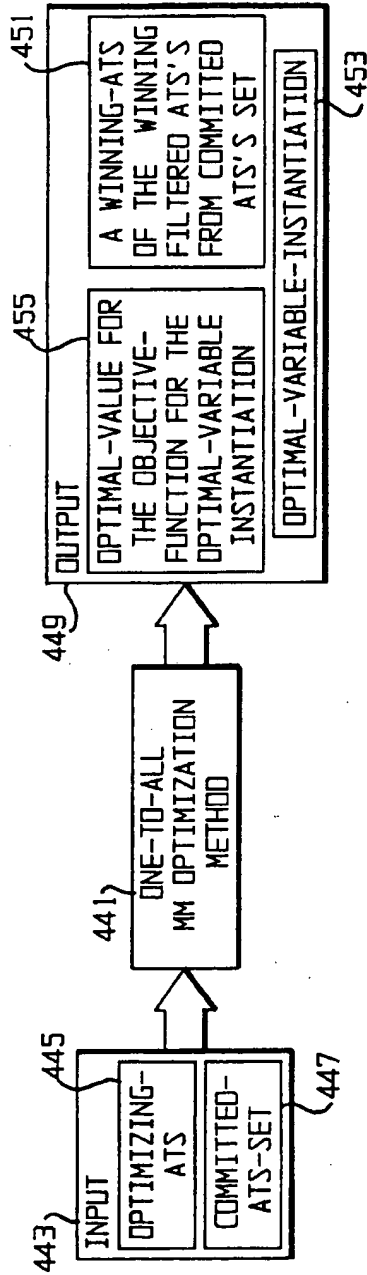 443
INPUT
445
OPTIMIZING-
ATS
COMMITTED-
ATS-SET
447
441
ONE-TO-ALL
MM OPTIMIZATION
METHOD
449
OUTPUT
455
OPTIMAL-VALUE FOR
THE OBJECTIVE-
FUNCTION FOR THE
OPTIMAL-VARIABLE
INSTANTIATION
451
A WINNING-ATS
OF THE WINNING
FILTERED ATS'S
FROM COMMITTED
ATS'S SET
OPTIMAL-VARIABLE-INSTANTIATION
453